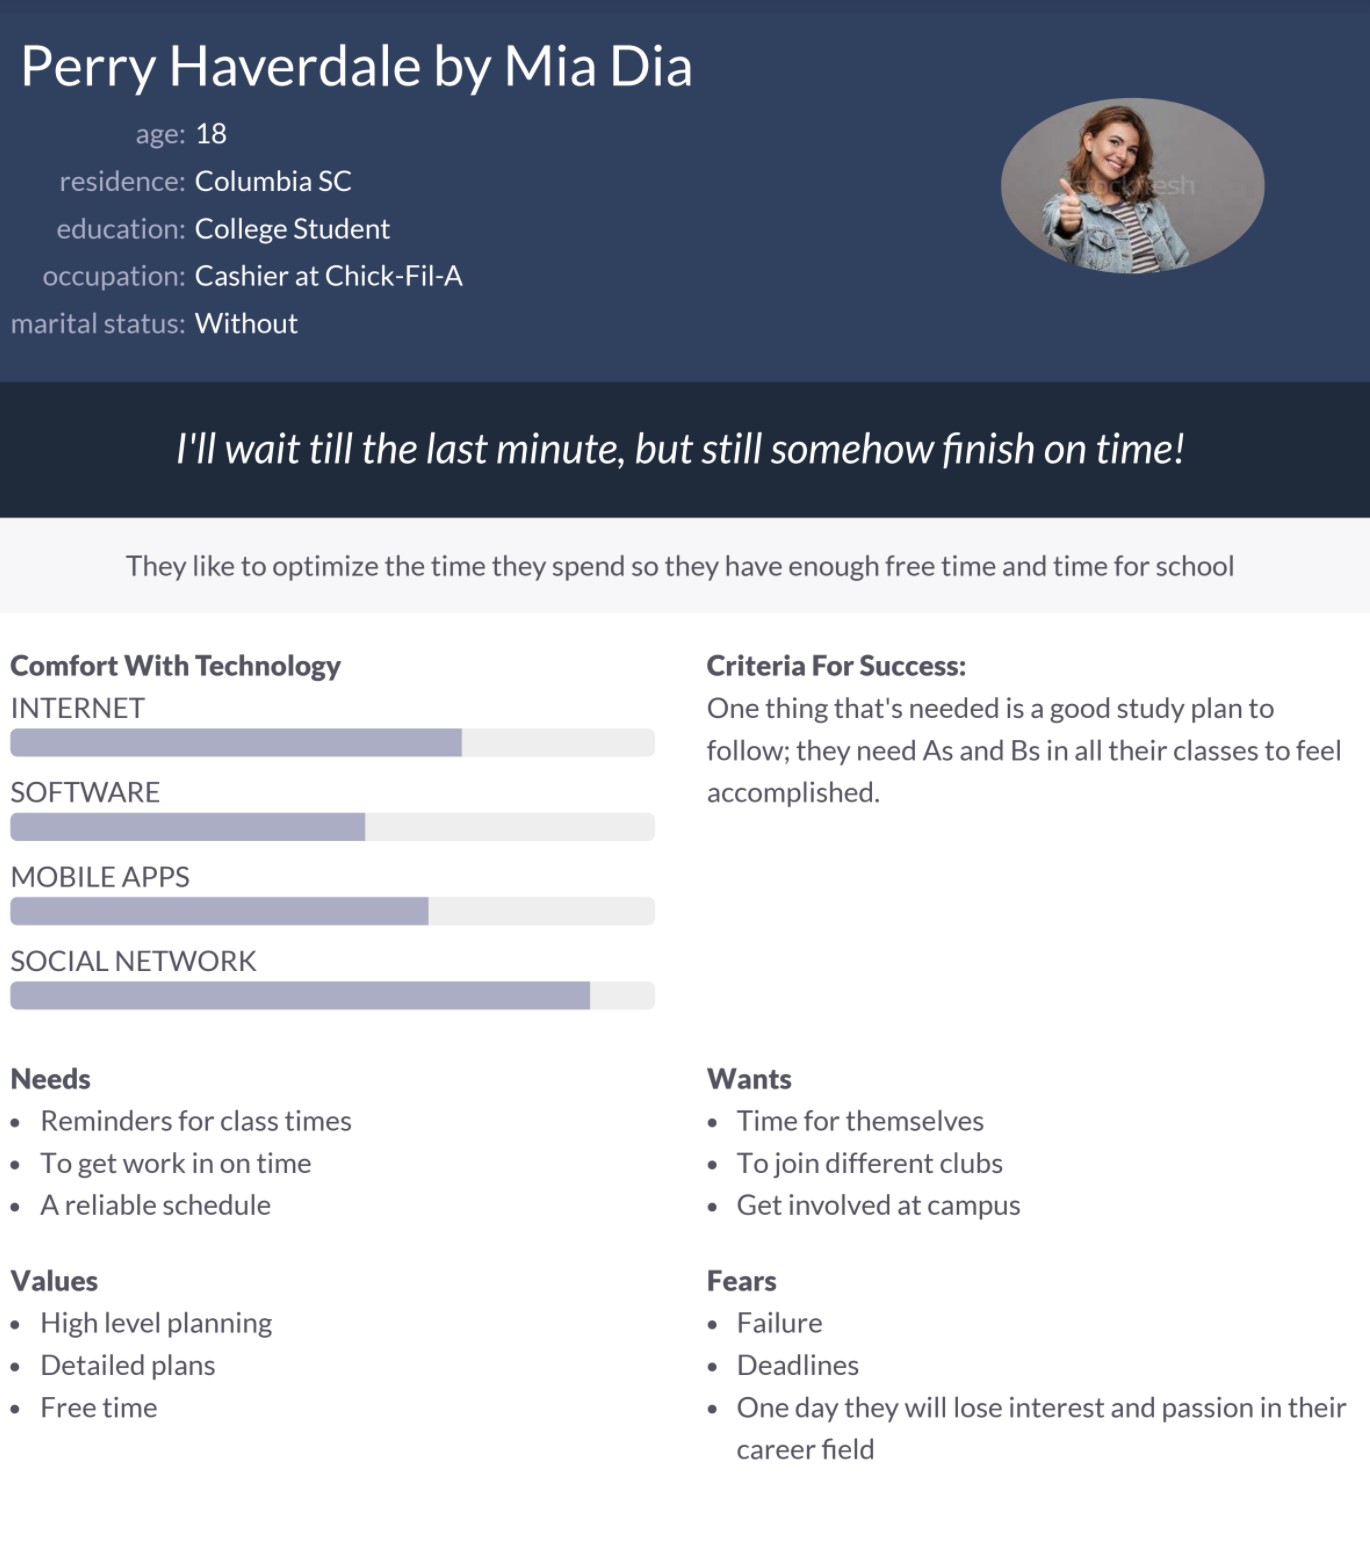 Perry Haverdale by Mia Dia
age: 18
residence: Columbia SC
education: College Student
occupation: Cashier at Chick-Fil-A
marital status: Without
stockfresh
I'll wait till the last minute, but still somehow finish on time!
They like to optimize the time they spend so they have enough free time and time for school
Comfort With Technology
INTERNET
SOFTWARE
MOBILE APPS
SOCIAL NETWORK
Criteria For Success:
One thing that's needed is a good study plan to
follow; they need As and Bs in all their classes to feel
accomplished.
Needs
• Reminders for class times
• To get work in on time
• A reliable schedule
Wants
• Time for themselves
• To join different clubs
• Get involved at campus
Values
• High level planning
• Detailed plans
• Free time
Fears
• Failure
• Deadlines
• One day they will lose interest and passion in their
career field